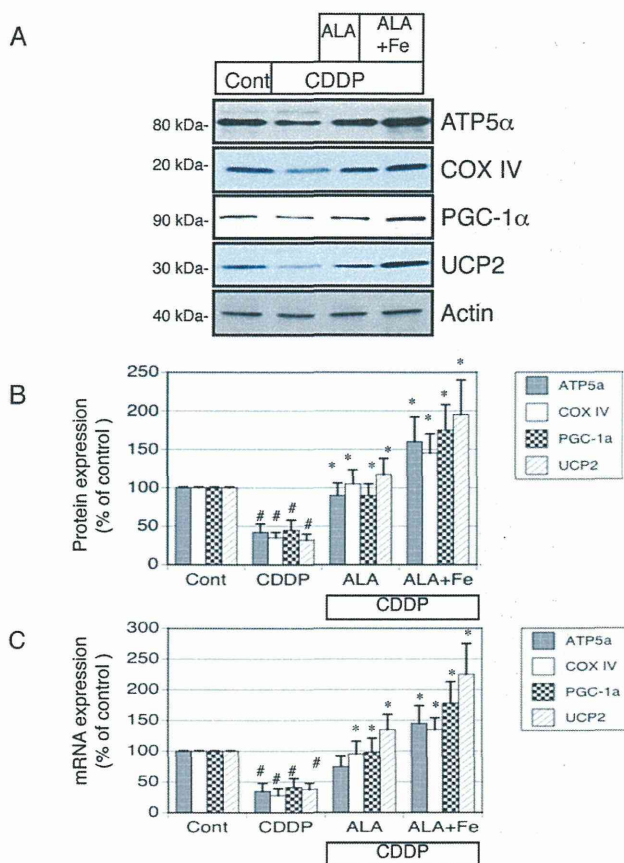 A
ALA
ALA
+Fe
Cont
CDDP
80 kDa-
ATP5α
20 kDa-
COX IV
90 kDa-
PGC-1α
30 kDa-
UCP2
40 kDa-
Actin
B
Protein expression
(% of control)
250
200
150
100
50
0
# # # #
* * * *
* * * *
Cont
CDDP
ALA
ALA+Fe
CDDP
ATP5a
COX IV
PGC-1a
UCP2
C
mRNA expression
(% of control)
300
250
200
150
100
50
0
# # # #
* * *
* * * *
Cont
CDDP
ALA
ALA+Fe
CDDP
ATP5a
COX IV
PGC-1a
UCP2